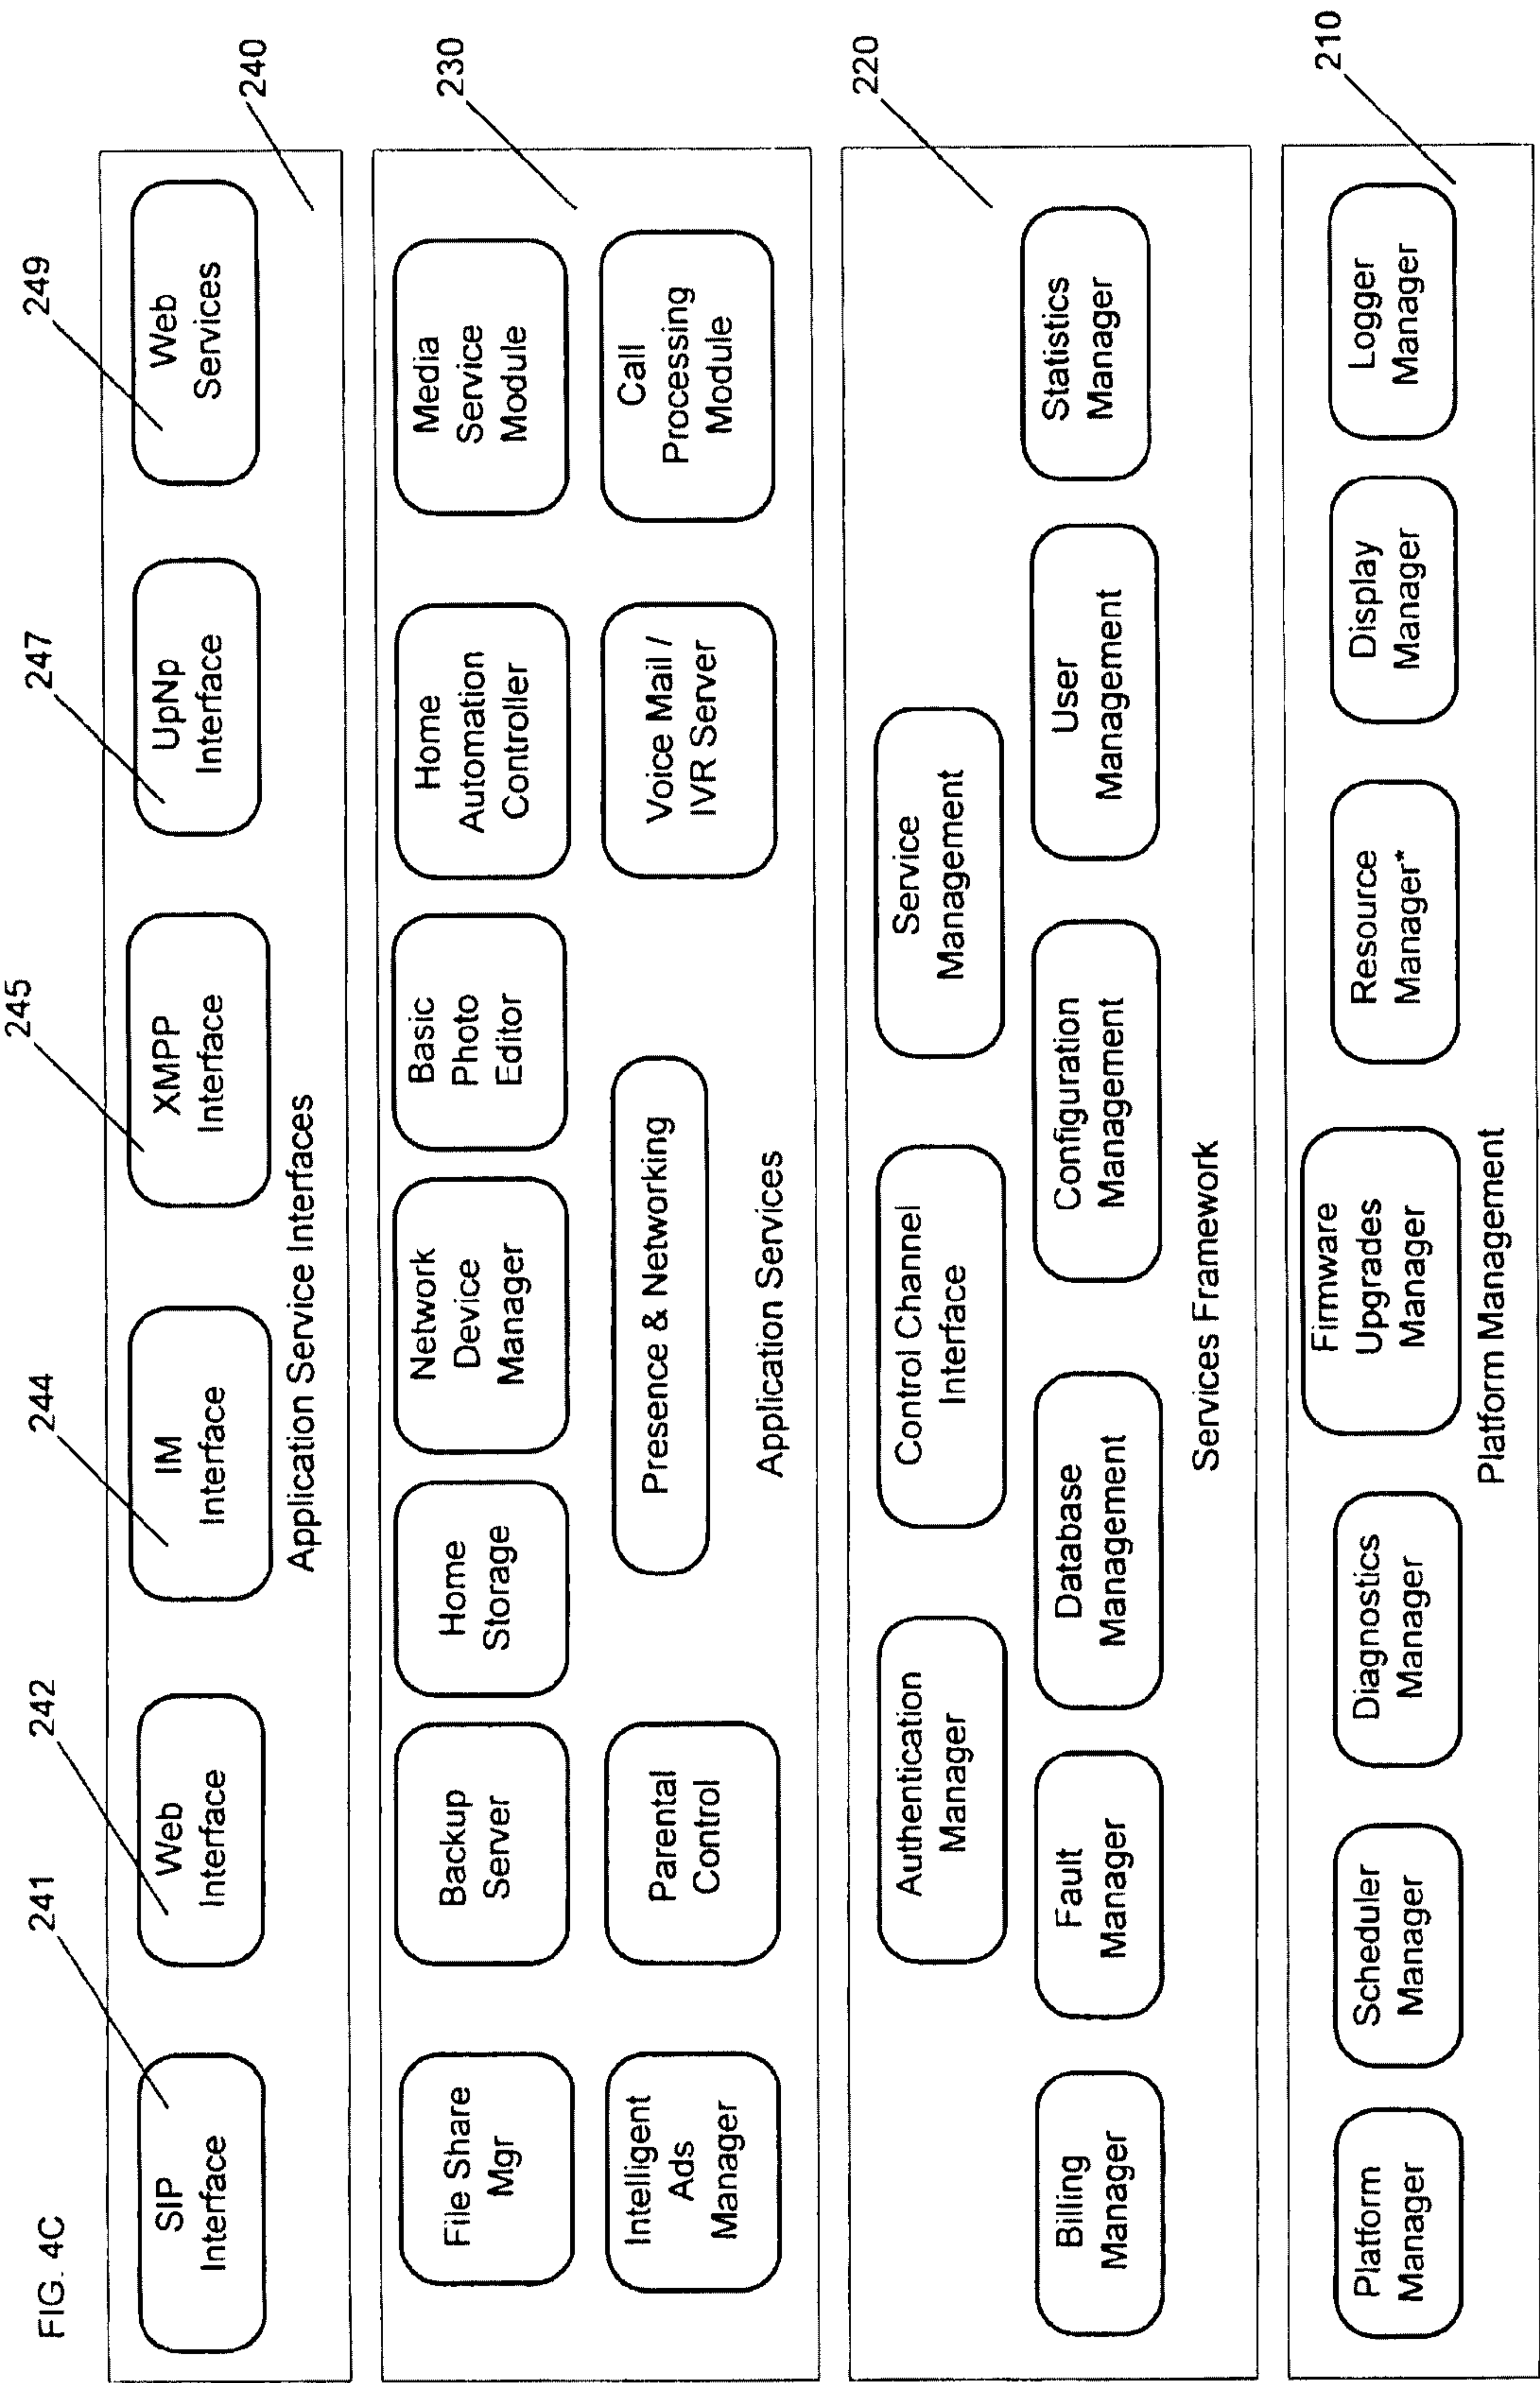 FIG. 4C
241
242
244
245
247
249
SIP
Interface
Web
Interface
IM
Interface
XMPP
Interface
UpNp
Interface
Web
Services
240
Application Service Interfaces
230
File Share
Mgr
Backup
Server
Home
Storage
Network
Device
Manager
Basic
Photo
Editor
Home
Automation
Controller
Media
Service
Module
Intelligent
Ads
Manager
Parental
Control
Presence & Networking
Voice Mail /
IVR Server
Call
Processing
Module
Application Services
220
Authentication
Manager
Control Channel
Interface
Service
Management
Billing
Manager
Fault
Manager
Database
Management
Configuration
Management
User
Management
Statistics
Manager
Services Framework
210
Platform
Manager
Scheduler
Manager
Diagnostics
Manager
Firmware
Upgrades
Manager
Resource
Manager*
Display
Manager
Logger
Manager
Platform Management